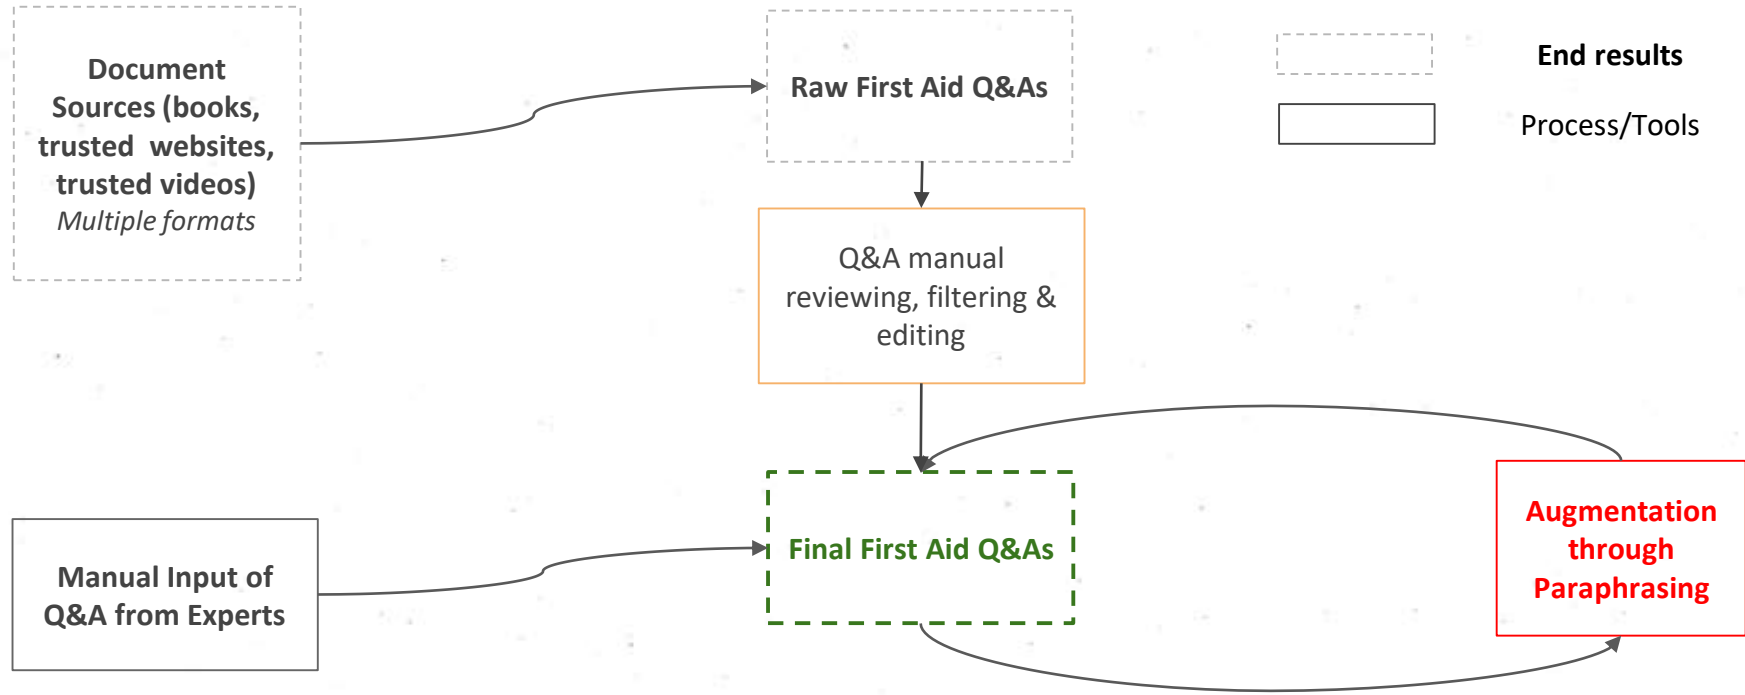 Document
Sources (books,
trusted websites,
trusted videos)
Multiple formats
Raw First Aid Q&As
End results
Process/Tools
Q&A manual
reviewing, filtering &
editing
Manual Input of
Q&A from Experts
Final First Aid Q&As
Augmentation
through
Paraphrasing